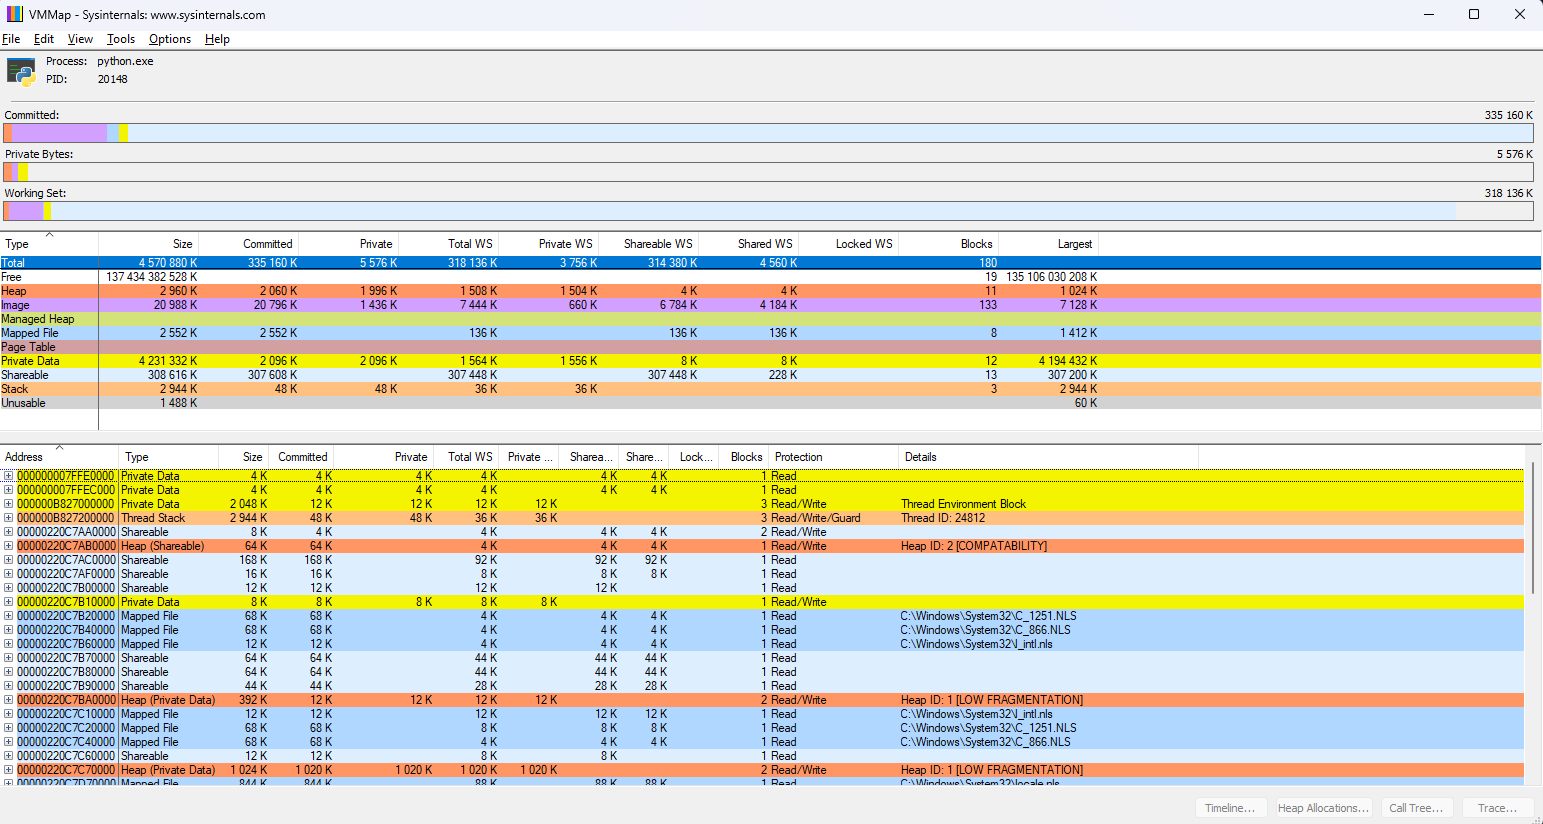 VMMap - Sysinternals: www.sysinternals.com
File Edit View Tools Options Help
Process: python.exe
PID: 20148
Committed: 335 160 K
Private Bytes: 5 576 K
Working Set: 318 136 K
Type Size Committed Private Total WS Private WS Shareable WS Shared WS Locked WS Blocks Largest
Total 4 570 880 K 335 160 K 5 576 K 318 136 K 3 756 K 314 380 K 4 560 K 180
Free 137 434 382 528 K 19 135 106 030 208 K
Heap 2 960 K 2 060 K 1 996 K 1 508 K 1 504 K 4 K 4 K 11 1 024 K
Image 20 988 K 20 796 K 1 436 K 7 444 K 660 K 6 784 K 4 184 K 133 7 128 K
Managed Heap
Mapped File 2 552 K 2 552 K 136 K 136 K 136 K 8 1 412 K
Page Table
Private Data 4 231 332 K 2 096 K 2 096 K 1 564 K 1 556 K 8 K 8 K 12 4 194 432 K
Shareable 308 616 K 307 608 K 307 448 K 307 448 K 228 K 13 307 200 K
Stack 2 944 K 48 K 48 K 36 K 36 K 3 2 944 K
Unusable 1 488 K 60 K
Address Type Size Committed Private Total WS Private ... Sharea... Share... Lock... Blocks Protection Details
000000007FFE0000 Private Data 4 K 4 K 4 K 4 K 4 K 4 K 1 Read
000000007FFEC000 Private Data 4 K 4 K 4 K 4 K 4 K 4 K 1 Read
000000B827000000 Private Data 2 048 K 12 K 12 K 12 K 12 K 3 Read/Write Thread Environment Block
000000B827200000 Thread Stack 2 944 K 48 K 48 K 36 K 36 K 3 Read/Write/Guard Thread ID: 24812
00000220C7AA0000 Shareable 8 K 4 K 4 K 4 K 4 K 2 Read/Write
00000220C7AB0000 Heap (Shareable) 64 K 64 K 4 K 4 K 4 K 1 Read/Write Heap ID: 2 [COMPATABILITY]
00000220C7AC0000 Shareable 168 K 168 K 92 K 92 K 92 K 1 Read
00000220C7AF0000 Shareable 16 K 16 K 8 K 8 K 8 K 1 Read
00000220C7B00000 Shareable 12 K 12 K 12 K 12 K 1 Read
00000220C7B10000 Private Data 8 K 8 K 8 K 8 K 8 K 1 Read/Write
00000220C7B20000 Mapped File 68 K 68 K 4 K 4 K 4 K 1 Read C:\Windows\System32\C_1251.NLS
00000220C7B40000 Mapped File 68 K 68 K 4 K 4 K 4 K 1 Read C:\Windows\System32\C_866.NLS
00000220C7B60000 Mapped File 12 K 12 K 4 K 4 K 4 K 1 Read C:\Windows\System32\l_intl.nls
00000220C7B70000 Shareable 64 K 64 K 44 K 44 K 44 K 1 Read
00000220C7B80000 Shareable 64 K 64 K 44 K 44 K 44 K 1 Read
00000220C7B90000 Shareable 44 K 44 K 28 K 28 K 28 K 1 Read
00000220C7BA0000 Heap (Private Data) 392 K 12 K 12 K 12 K 12 K 2 Read/Write Heap ID: 1 [LOW FRAGMENTATION]
00000220C7C10000 Mapped File 12 K 12 K 12 K 12 K 12 K 1 Read C:\Windows\System32\l_intl.nls
00000220C7C20000 Mapped File 68 K 68 K 8 K 8 K 8 K 1 Read C:\Windows\System32\C_1251.NLS
00000220C7C40000 Mapped File 68 K 68 K 4 K 4 K 4 K 1 Read C:\Windows\System32\C_866.NLS
00000220C7C60000 Shareable 12 K 12 K 8 K 8 K 1 Read
00000220C7C70000 Heap (Private Data) 1 024 K 1 020 K 1 020 K 1 020 K 1 020 K 2 Read/Write Heap ID: 1 [LOW FRAGMENTATION]
00000220C7D70000 Mapped File 844 K 844 K 88 K 88 K 88 K 1 Read C:\Windows\System32\locale.nls
Timeline... Heap Allocations... Call Tree... Trace...